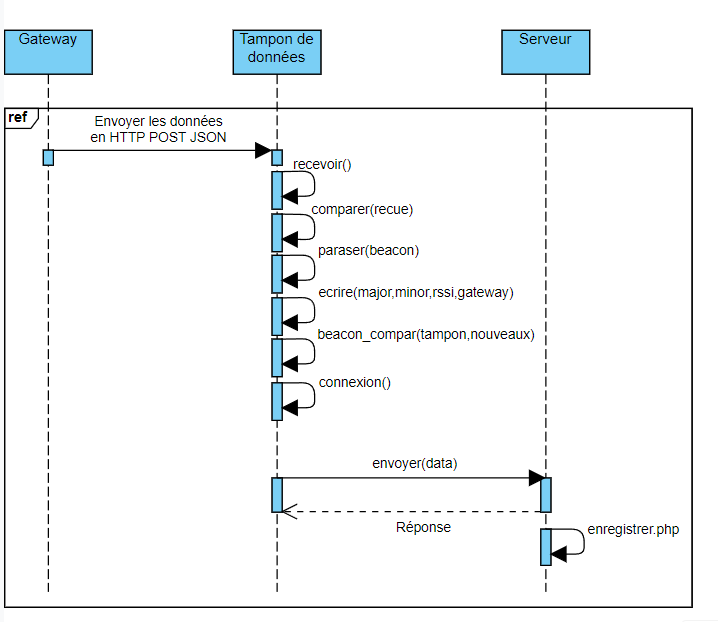 Gateway
Tampon de
données
Serveur
ref
Envoyer les données
en HTTP POST JSON
recevoir()
comparer(recue)
paraser(beacon)
ecrire(major,minor,rssi,gateway)
beacon_compar(tampon,nouveaux)
connexion()
envoyer(data)
Réponse
enregistrer.php